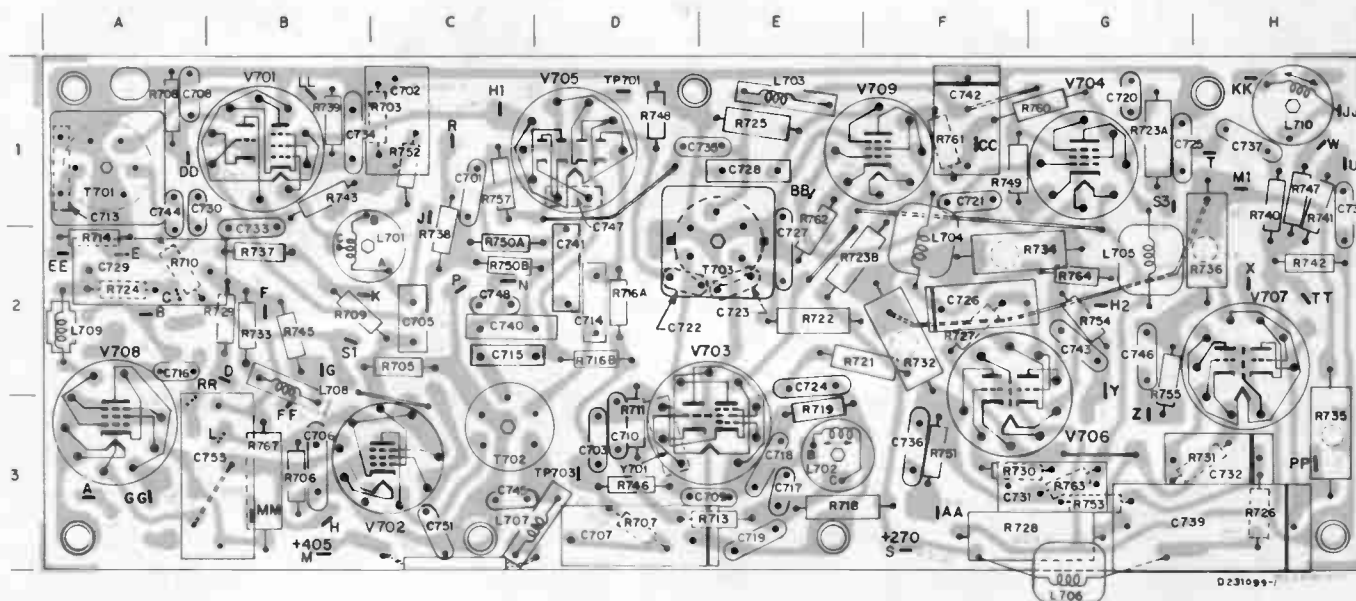 A B C D E F G H
V701 LL V705 TP701 L703 V709 V704 KK
R708 C708 R739 R703 C702 H1 R748 C742 R760 C720 L710 JJ
C734 R R725 R761 CC R723A C725 C737 W
1 R752 C735 C728 T U 1
DD C701 R757 BB R749 M1
T701 R743 C721 S3 R747
C713 C744 C730 J R738 C747 R762 R740 R741
C733 L701 R750A C741 C727 L704 R734 L705
R714 E R737 A R750B T703 R723B R764 R736 R742
EE C729 R710 P N R716A X
R724 C F K C748 C726 H2 V707 TT
2 B R729 R709 C705 C740 C714 C722 C723 R722 R754 2
L709 R733 R745 R727 C743
V708 S1 C715 V703 R721 R732 C746
C716 D G R705 R716B
RR L708 C724 Y R755
FF R711 R719 Z R735
L R767 C706 C710 C736 V706
C753 T702 C703 B L702 R751 R731 C732 PP
3 R706 TP703 Y701 C718 C R730 R763 3
A GG R746 C717 C731 R753
MM C745 C709 R718 C739 R726
H V702 C751 L707 C707 R707 R713 AA R728
+405 C719 +270
M S
L706 D231099-1